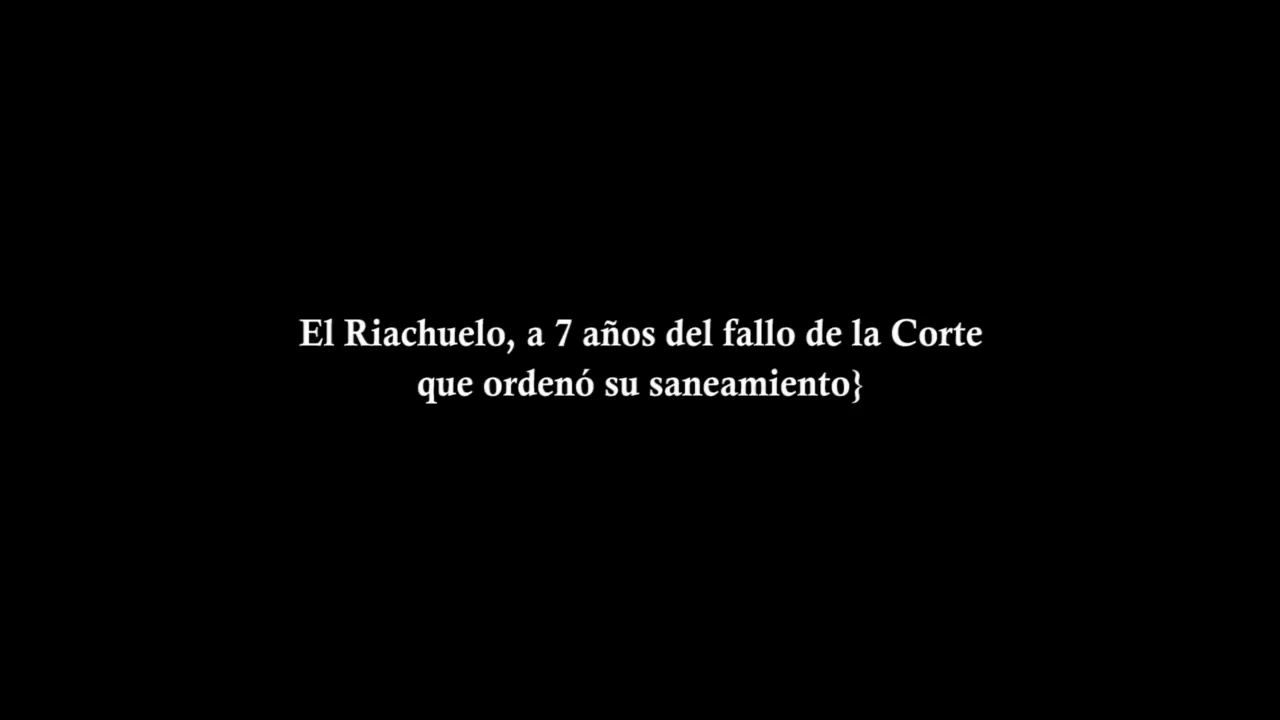 El Riachuelo, a 7 años del fallo de la Corte
que ordenó su saneamiento}